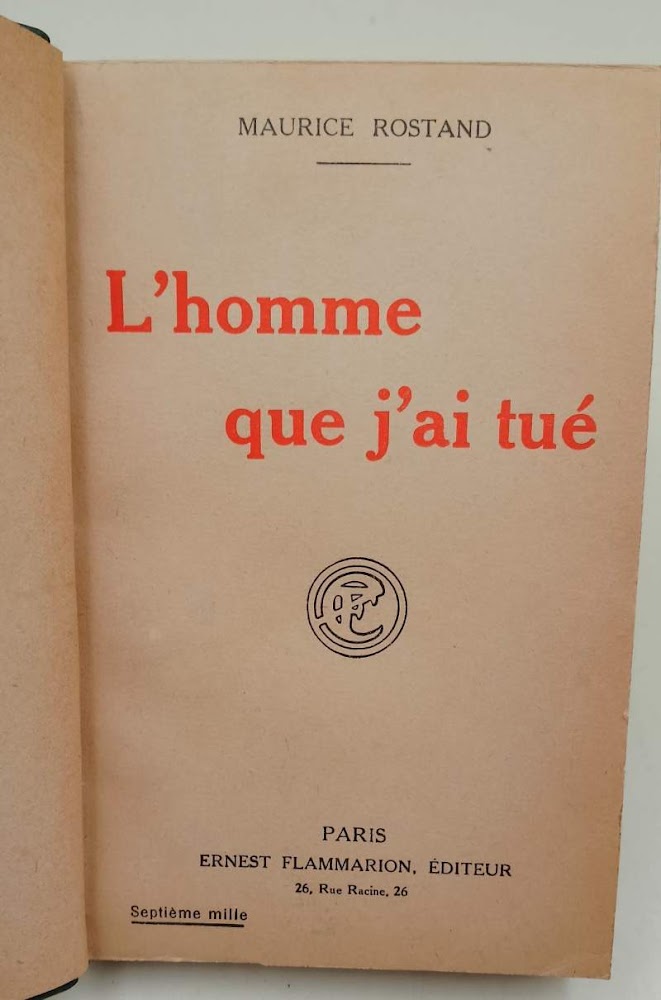 MAURICE ROSTAND
L'homme
que j'ai tué
PARIS
ERNEST FLAMMARION, ÉDITEUR
26, Rue Racine, 26
Septième mille